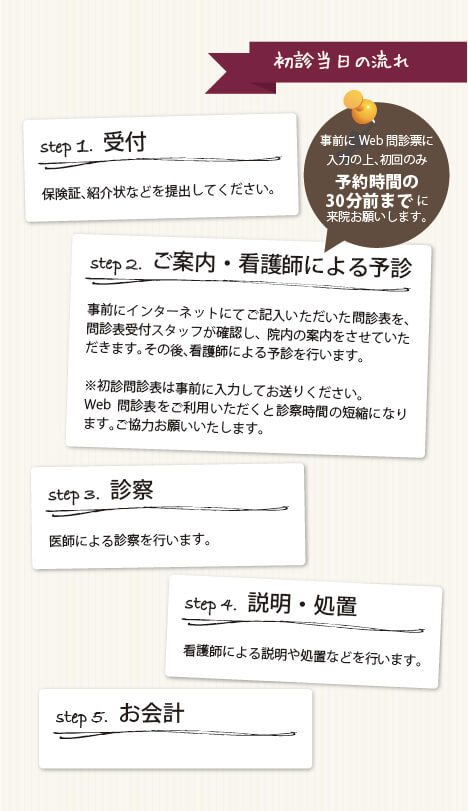 初診当日の流れ
事前に Web 問診票に
入力の上、初回のみ
予約時間の
30分前までに
来院お願いします。
step 1. 受付
保険証、紹介状などを提出してください。
step 2. ご案内・看護師による予診
事前にインターネットにてご記入いただいた問診表を、
問診表受付スタッフが確認し、院内の案内をさせていた
だきます。その後、看護師による予診を行います。
※初診問診表は事前に入力してお送りください。
Web 問診表をご利用いただくと診察時間の短縮になり
ます。ご協力お願いいたします。
step 3. 診察
医師による診察を行います。
step 4. 説明・処置
看護師による説明や処置などを行います。
step 5. お会計